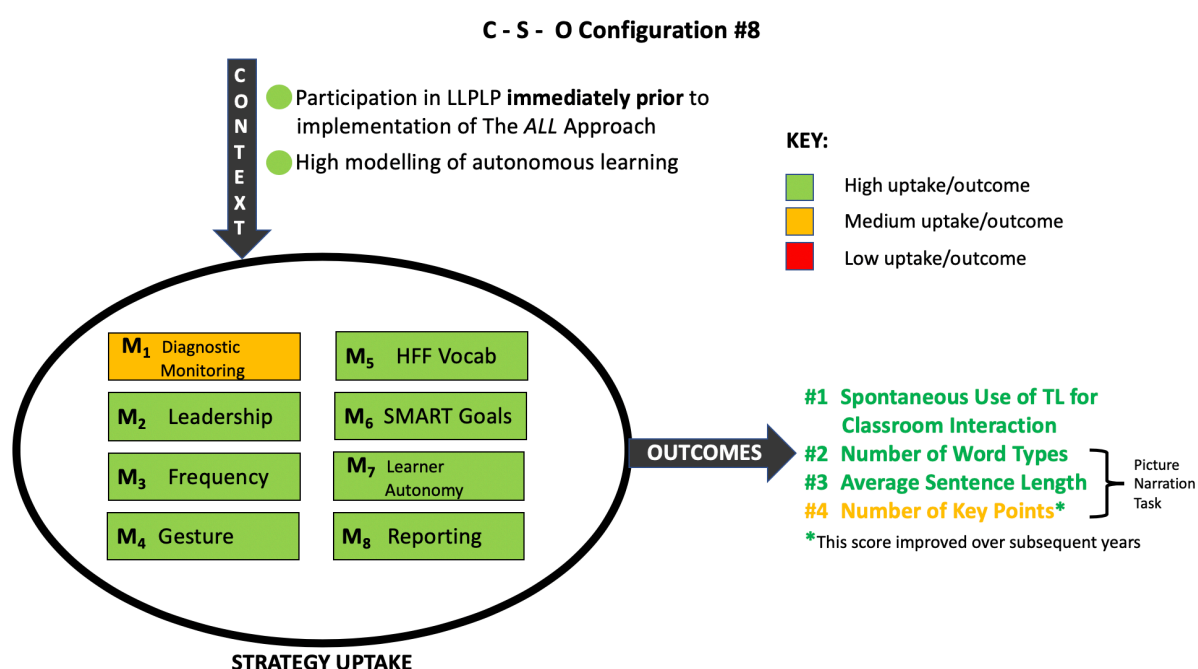 C - S - O Configuration #8
CONTEXT
Participation in LLPLP immediately prior to
implementation of The ALL Approach
High modelling of autonomous learning
KEY:
High uptake/outcome
Medium uptake/outcome
Low uptake/outcome
M1 Diagnostic
Monitoring
M2 Leadership
M3 Frequency
M4 Gesture
M5 HFF Vocab
M6 SMART Goals
M7 Learner
Autonomy
M8 Reporting
STRATEGY UPTAKE
OUTCOMES
#1 Spontaneous Use of TL for
Classroom Interaction
#2 Number of Word Types
#3 Average Sentence Length
#4 Number of Key Points*
Picture
Narration
Task
*This score improved over subsequent years